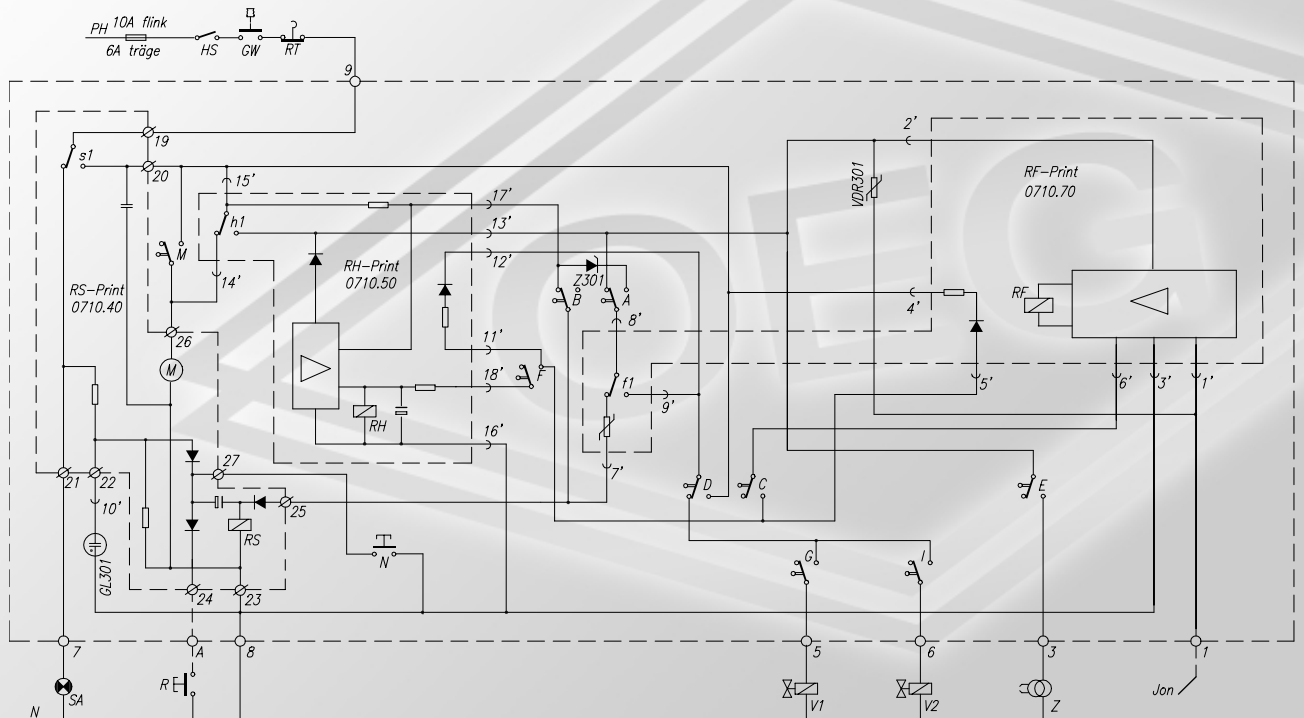 PH 10A flink
6A träge
HS
GW
RT
9
19
s1
20
15'
h1
17'
13'
12'
2'
VDR301
RF-Print
0710.70
OEG
M
14'
RH-Print
0710.50
Z301
B
A
8'
4'
RF
RS-Print
0710.40
26
M
11'
18'
F
f1
9'
5'
6'
3'
1'
RH
16'
7'
21
22
27
10'
25
D
C
E
RS
GL301
N
G
I
24
23
7
A
8
5
6
3
1
SA
R
V1
V2
Z
Jon
N